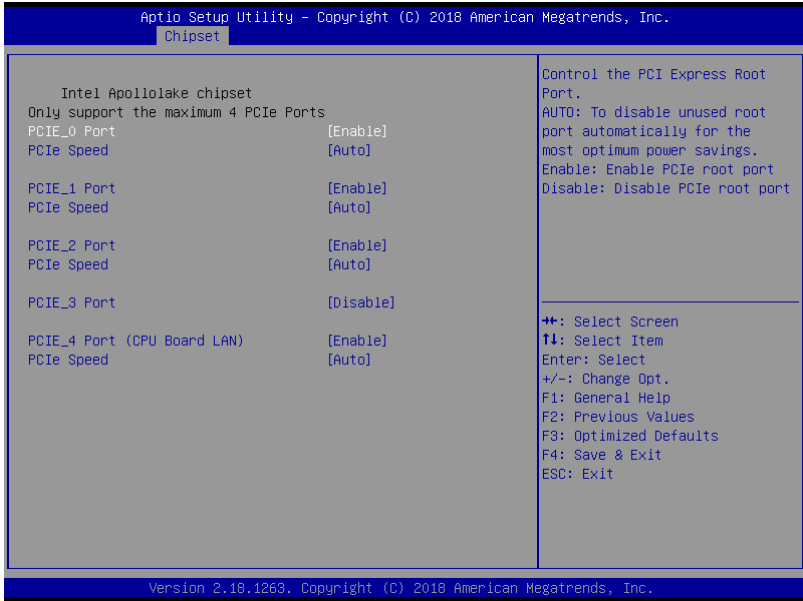 Aptio Setup Utility – Copyright (C) 2018 American Megatrends, Inc.
Chipset
Intel Apollolake chipset
Only support the maximum 4 PCIe Ports
PCIE_0 Port [Enable]
PCIe Speed [Auto]
PCIE_1 Port [Enable]
PCIe Speed [Auto]
PCIE_2 Port [Enable]
PCIe Speed [Auto]
PCIE_3 Port [Disable]
PCIE_4 Port (CPU Board LAN) [Enable]
PCIe Speed [Auto]
Control the PCI Express Root
Port.
AUTO: To disable unused root
port automatically for the
most optimum power savings.
Enable: Enable PCIe root port
Disable: Disable PCIe root port
→←: Select Screen
↑↓: Select Item
Enter: Select
+/-: Change Opt.
F1: General Help
F2: Previous Values
F3: Optimized Defaults
F4: Save & Exit
ESC: Exit
Version 2.18.1263. Copyright (C) 2018 American Megatrends, Inc.